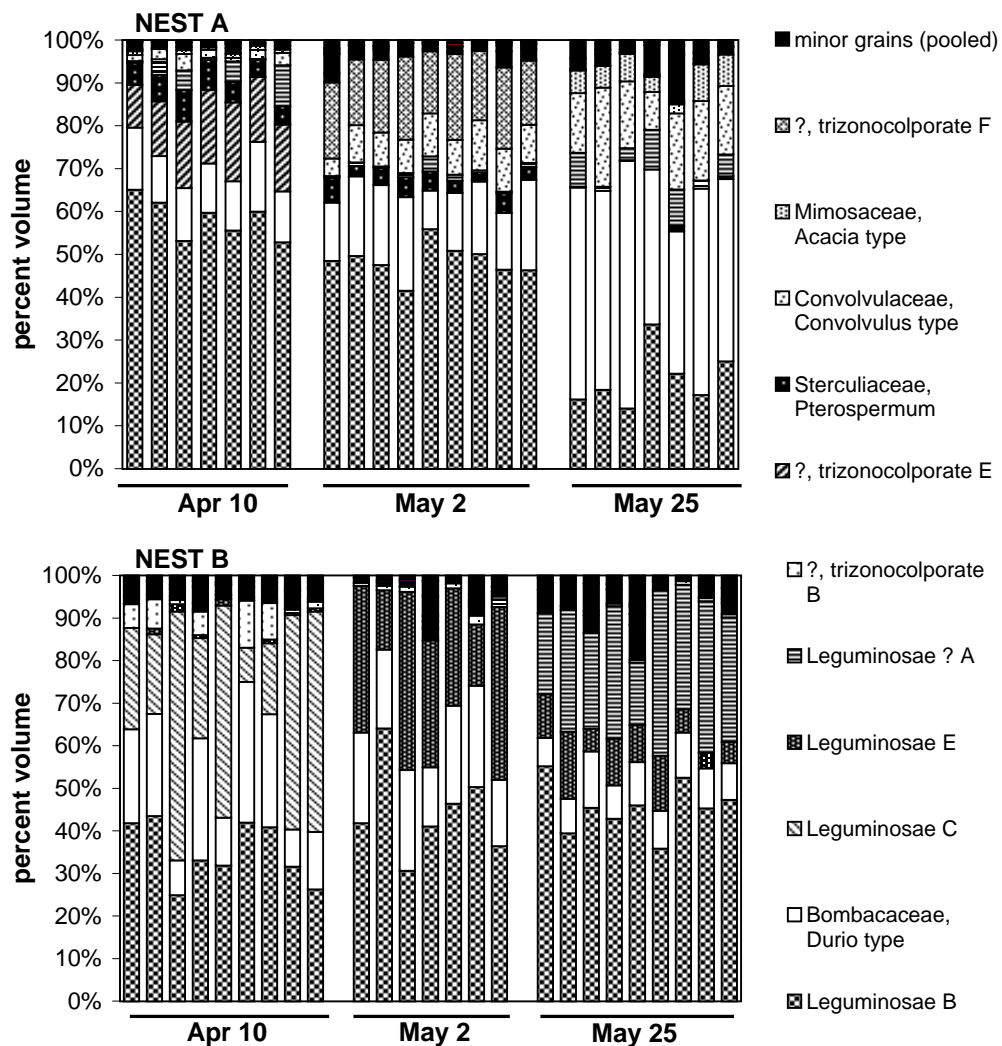 NEST A
percent volume
100%
90%
80%
70%
60%
50%
40%
30%
20%
10%
0%
Apr 10
May 2
May 25
minor grains (pooled)
?, trizonocolporate F
Mimosaceae,
Acacia type
Convolvulaceae,
Convolvulus type
Sterculiaceae,
Pterospermum
?, trizonocolporate E
NEST B
percent volume
100%
90%
80%
70%
60%
50%
40%
30%
20%
10%
0%
Apr 10
May 2
May 25
?, trizonocolporate
B
Leguminosae ? A
Leguminosae E
Leguminosae C
Bombacaceae,
Durio type
Leguminosae B